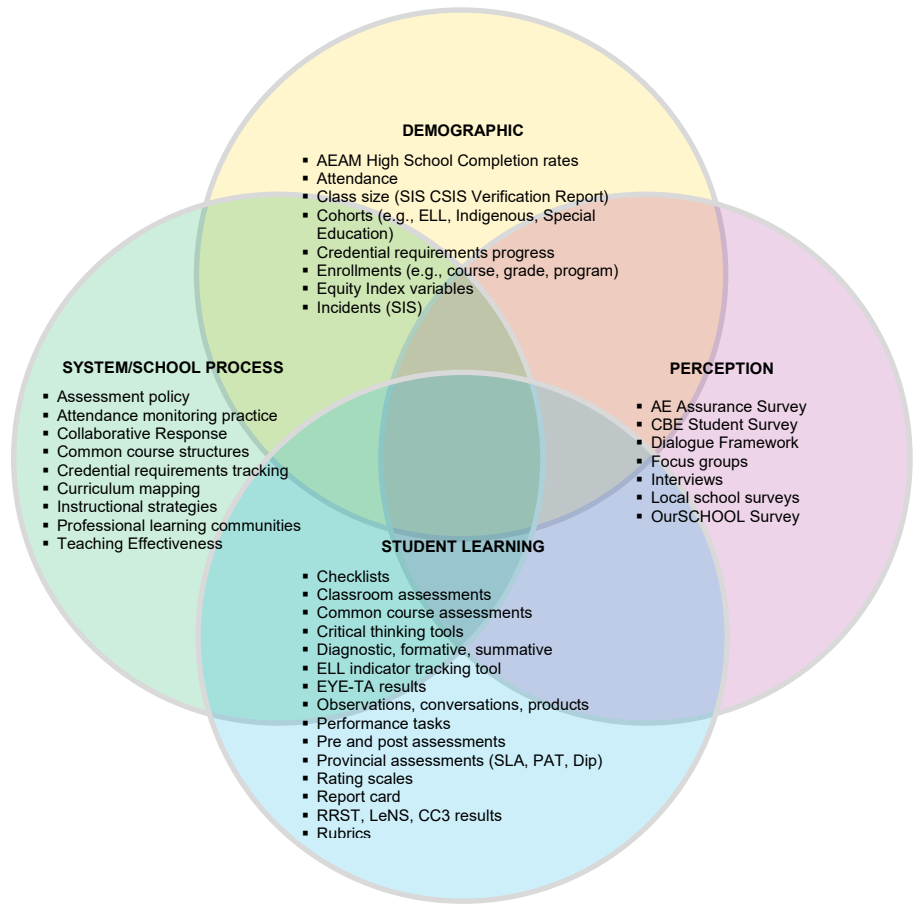 DEMOGRAPHIC
▪ AEAM High School Completion rates
▪ Attendance
▪ Class size (SIS CSIS Verification Report)
▪ Cohorts (e.g., ELL, Indigenous, Special
Education)
▪ Credential requirements progress
▪ Enrollments (e.g., course, grade, program)
▪ Equity Index variables
▪ Incidents (SIS)
SYSTEM/SCHOOL PROCESS
▪ Assessment policy
▪ Attendance monitoring practice
▪ Collaborative Response
▪ Common course structures
▪ Credential requirements tracking
▪ Curriculum mapping
▪ Instructional strategies
▪ Professional learning communities
▪ Teaching Effectiveness
PERCEPTION
▪ AE Assurance Survey
▪ CBE Student Survey
▪ Dialogue Framework
▪ Focus groups
▪ Interviews
▪ Local school surveys
▪ OurSCHOOL Survey
STUDENT LEARNING
▪ Checklists
▪ Classroom assessments
▪ Common course assessments
▪ Critical thinking tools
▪ Diagnostic, formative, summative
▪ ELL indicator tracking tool
▪ EYE-TA results
▪ Observations, conversations, products
▪ Performance tasks
▪ Pre and post assessments
▪ Provincial assessments (SLA, PAT, Dip)
▪ Rating scales
▪ Report card
▪ RRST, LeNS, CC3 results
▪ Rubrics